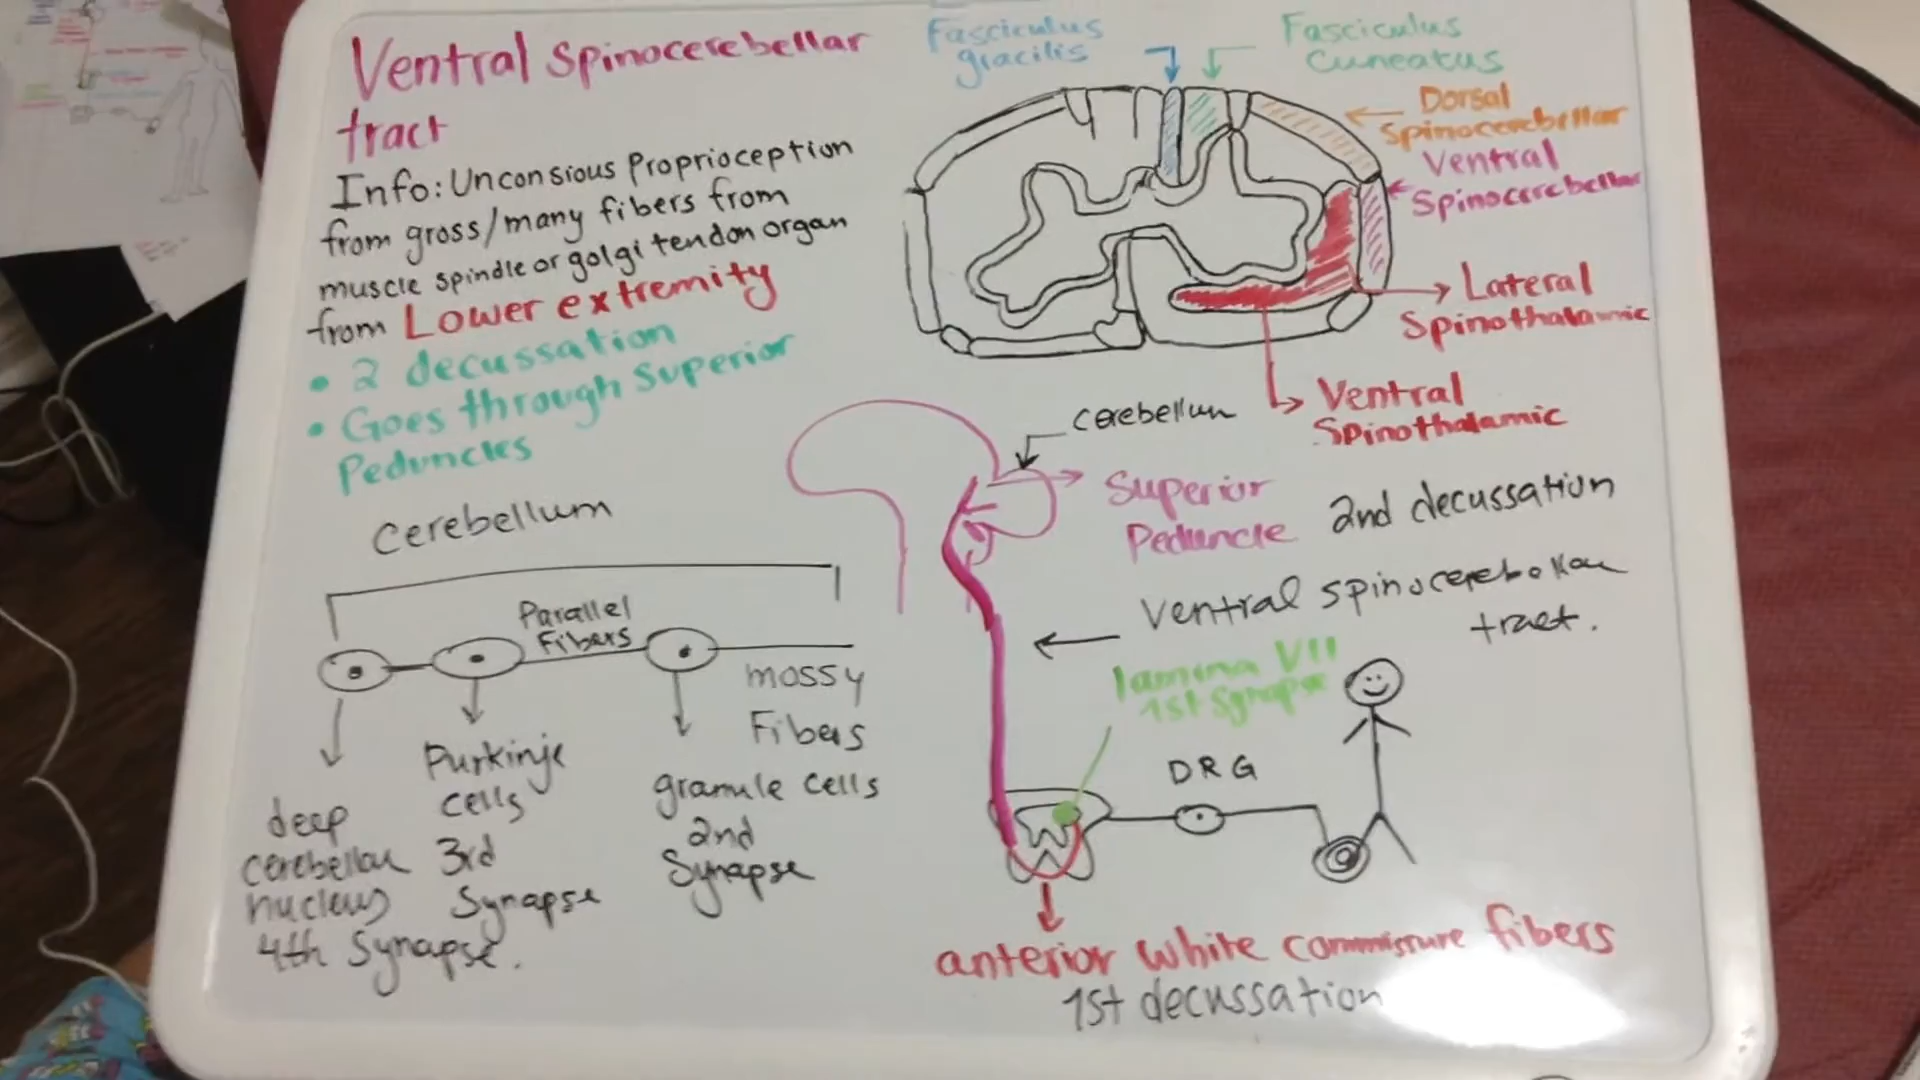 Ventral Spinocerebellar
tract
Info: Unconsious Proprioception
from gross/many fibers from
muscle spindle or golgi tendon organ
from Lower extremity
• 2 decussation
• Goes through Superior
Peduncles
Fasciculus
gracilis
Fasciculus
Cuneatus
Dorsal
Spinocerebellar
Ventral
Spinocerebellar
Lateral
Spinothalamic
Ventral
Spinothalamic
cerebellum
Superior
Peduncle
2nd decussation
Ventral spinocerebellar
tract.
lamina VII
1st Synapse
DRG
anterior white commissure fibers
1st decussation
Cerebellum
Parallel
Fibers
mossy
Fibers
granule cells
2nd
Synapse
Purkinje
cells
3rd
Synapse
deep
cerebellar
nucleus
4th Synapse.